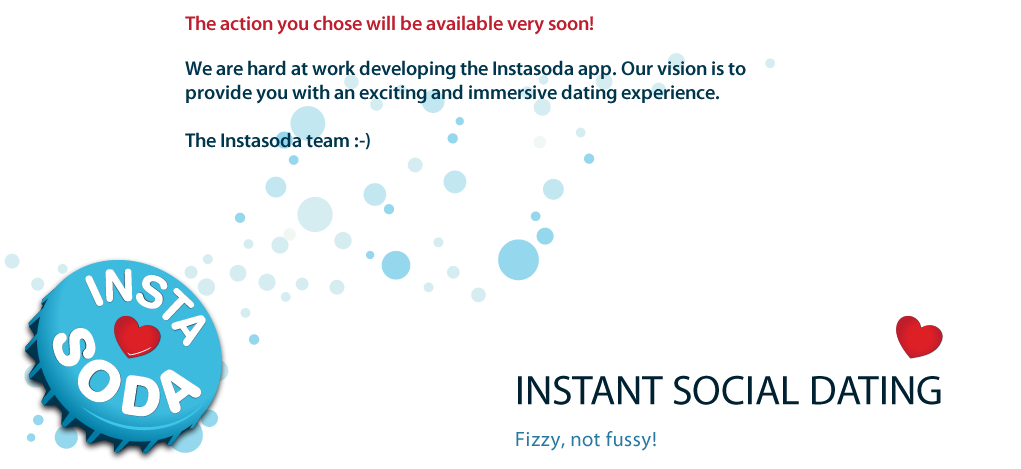 The action you chose will be available very soon!
We are hard at work developing the Instasoda app. Our vision is to
provide you with an exciting and immersive dating experience.
The Instasoda team :-)
INSTA
SODA
INSTANT SOCIAL DATING
Fizzy, not fussy!